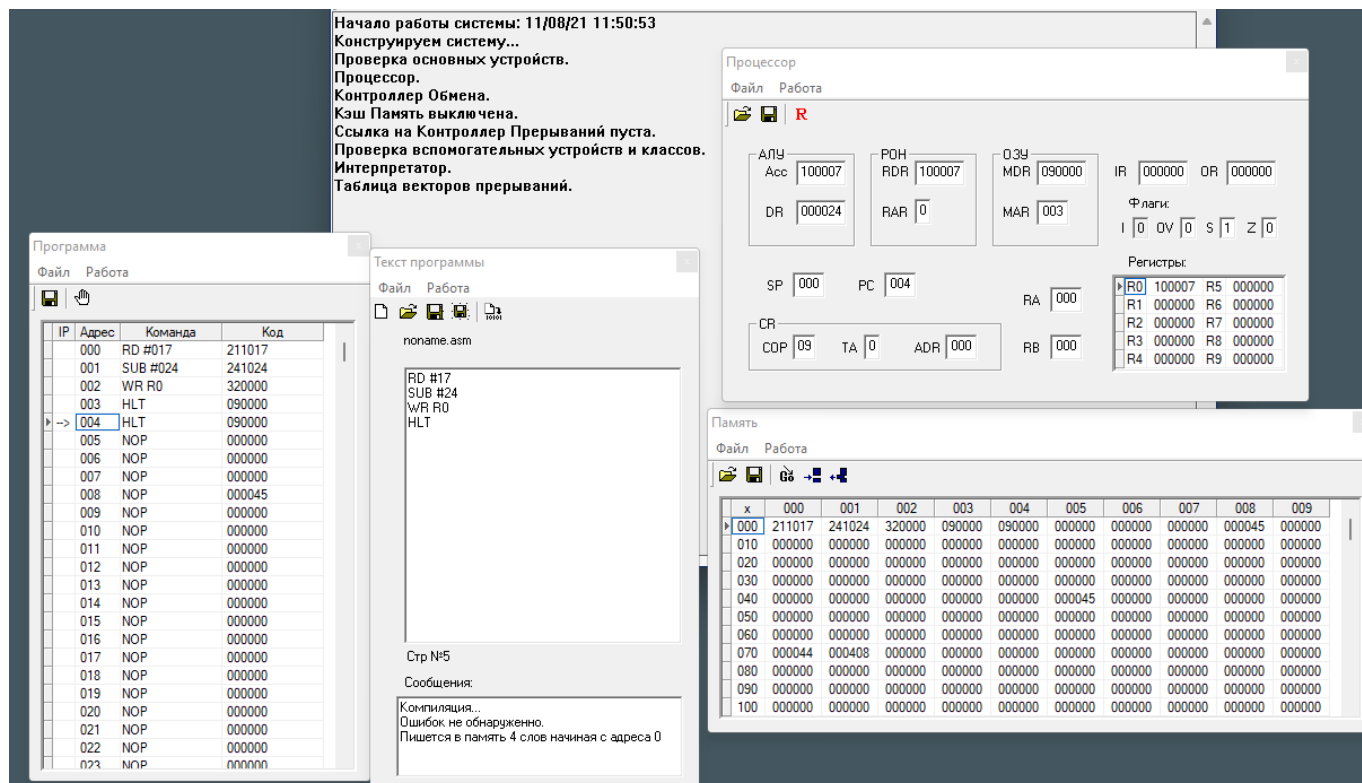 Начало работы системы: 11/08/21 11:50:53
Конструируем систему...
Проверка основных устройств.
Процессор.
Контроллер Обмена.
Кэш Память выключена.
Ссылка на Контроллер Прерываний пуста.
Проверка вспомогательных устройств и классов.
Интерпретатор.
Таблица векторов прерываний.
Процессор
Файл Работа
R
АЛУ РОН ОЗУ
Acc 100007 RDR 100007 MDR 090000 IR 000000 OR 000000
DR 000024 RAR 0 MAR 003
Флаги:
I 0 OV 0 S 1 Z 0
Регистры:
SP 000 PC 004 RA 000
R0 100007 R5 000000
R1 000000 R6 000000
R2 000000 R7 000000
R3 000000 R8 000000
R4 000000 R9 000000
CR
COP 09 TA 0 ADR 000 RB 000
Программа
Файл Работа
IP Адрес Команда Код
000 RD #017 211017
001 SUB #024 241024
002 WR R0 320000
003 HLT 090000
--> 004 HLT 090000
005 NOP 000000
006 NOP 000000
007 NOP 000000
008 NOP 000045
009 NOP 000000
010 NOP 000000
011 NOP 000000
012 NOP 000000
013 NOP 000000
014 NOP 000000
015 NOP 000000
016 NOP 000000
017 NOP 000000
018 NOP 000000
019 NOP 000000
020 NOP 000000
021 NOP 000000
022 NOP 000000
023 NOP 000000
Текст программы
Файл Работа
noname.asm
RD #17
SUB #24
WR R0
HLT
Стр №5
Сообщения:
Компиляция...
Ошибок не обнаруженно.
Пишется в память 4 слов начиная с адреса 0
Память
Файл Работа
x 000 001 002 003 004 005 006 007 008 009
000 211017 241024 320000 090000 090000 000000 000000 000000 000045 000000
010 000000 000000 000000 000000 000000 000000 000000 000000 000000 000000
020 000000 000000 000000 000000 000000 000000 000000 000000 000000 000000
030 000000 000000 000000 000000 000000 000000 000000 000000 000000 000000
040 000000 000000 000000 000000 000000 000045 000000 000000 000000 000000
050 000000 000000 000000 000000 000000 000000 000000 000000 000000 000000
060 000000 000000 000000 000000 000000 000000 000000 000000 000000 000000
070 000044 000408 000000 000000 000000 000000 000000 000000 000000 000000
080 000000 000000 000000 000000 000000 000000 000000 000000 000000 000000
090 000000 000000 000000 000000 000000 000000 000000 000000 000000 000000
100 000000 000000 000000 000000 000000 000000 000000 000000 000000 000000